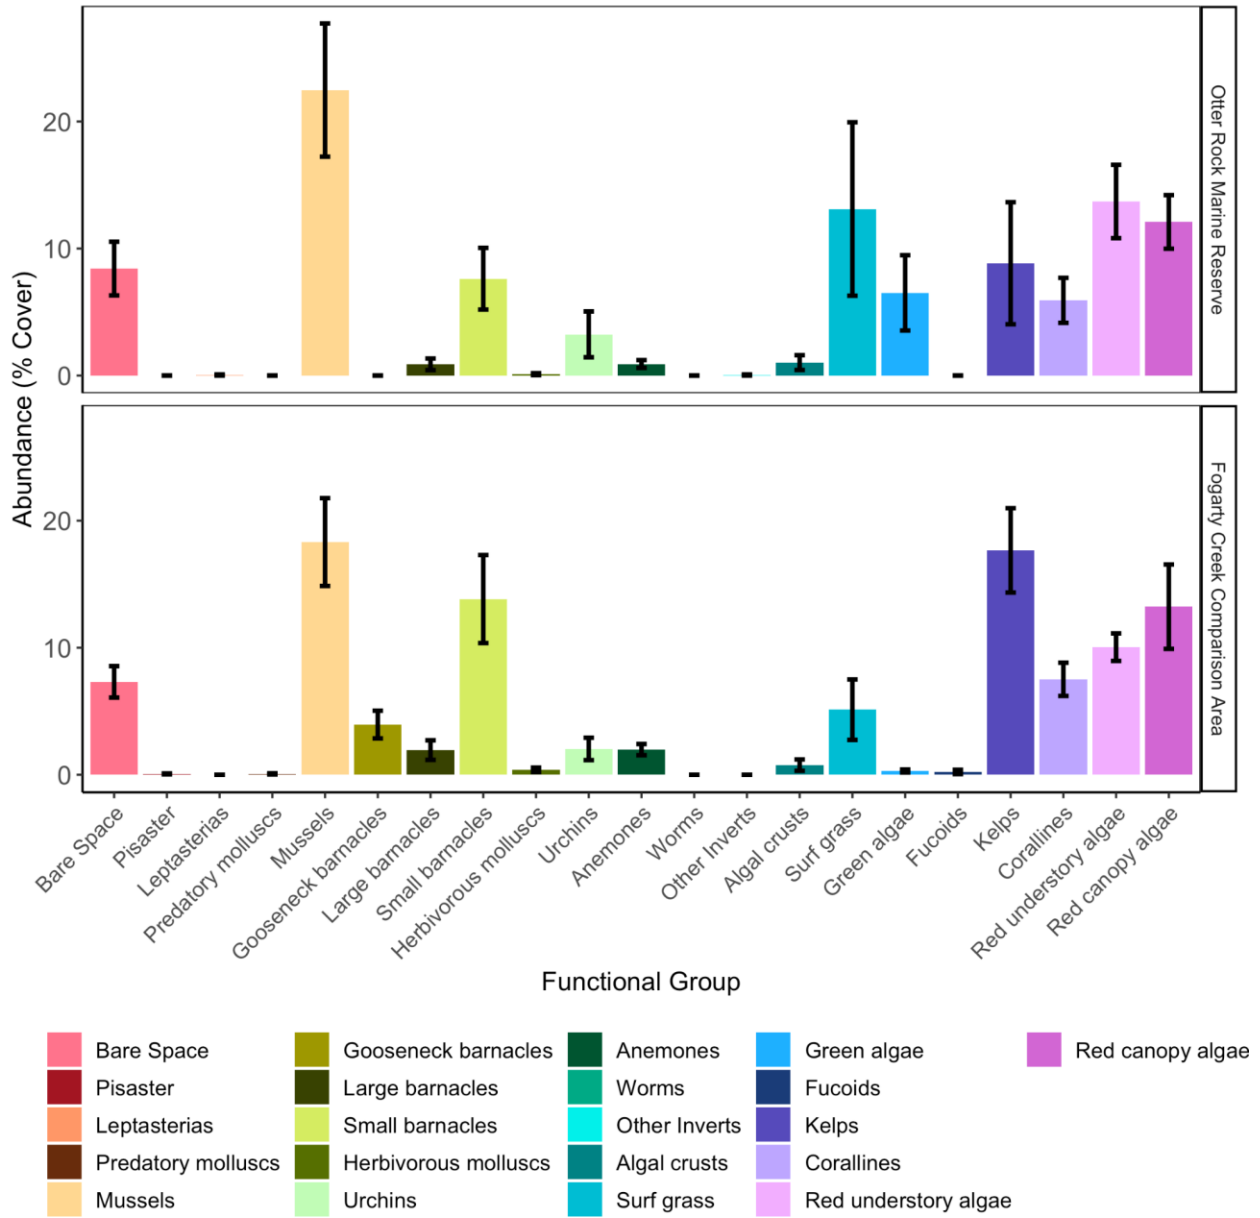 Abundance (% Cover)
20
10
0
Otter Rock Marine Reserve
20
10
0
Fogarty Creek Comparison Area
Bare Space
Pisaster
Leptasterias
Predatory molluscs
Mussels
Gooseneck barnacles
Large barnacles
Small barnacles
Herbivorous molluscs
Urchins
Anemones
Worms
Other Inverts
Algal crusts
Surf grass
Green algae
Fucoids
Kelps
Corallines
Red understory algae
Red canopy algae
Functional Group
Bare Space
Pisaster
Leptasterias
Predatory molluscs
Mussels
Gooseneck barnacles
Large barnacles
Small barnacles
Herbivorous molluscs
Urchins
Anemones
Worms
Other Inverts
Algal crusts
Surf grass
Green algae
Fucoids
Kelps
Corallines
Red understory algae
Red canopy algae